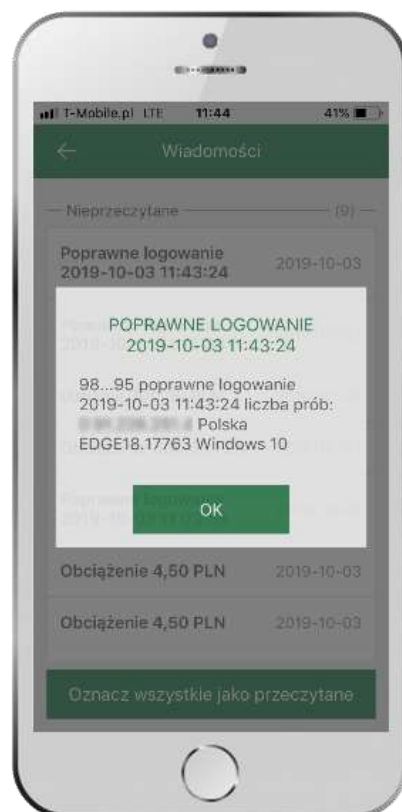 T-Mobile.pl LTE 11:44 41%
Wiadomości
Nieprzeczytane (9)
Poprawne logowanie
2019-10-03 11:43:24 2019-10-03
POPRAWNE LOGOWANIE
2019-10-03 11:43:24
98...95 poprawne logowanie
2019-10-03 11:43:24 liczba prób:
Polska
EDGE18.17763 Windows 10
OK
Obciążenie 4,50 PLN 2019-10-03
Obciążenie 4,50 PLN 2019-10-03
Oznacz wszystkie jako przeczytane